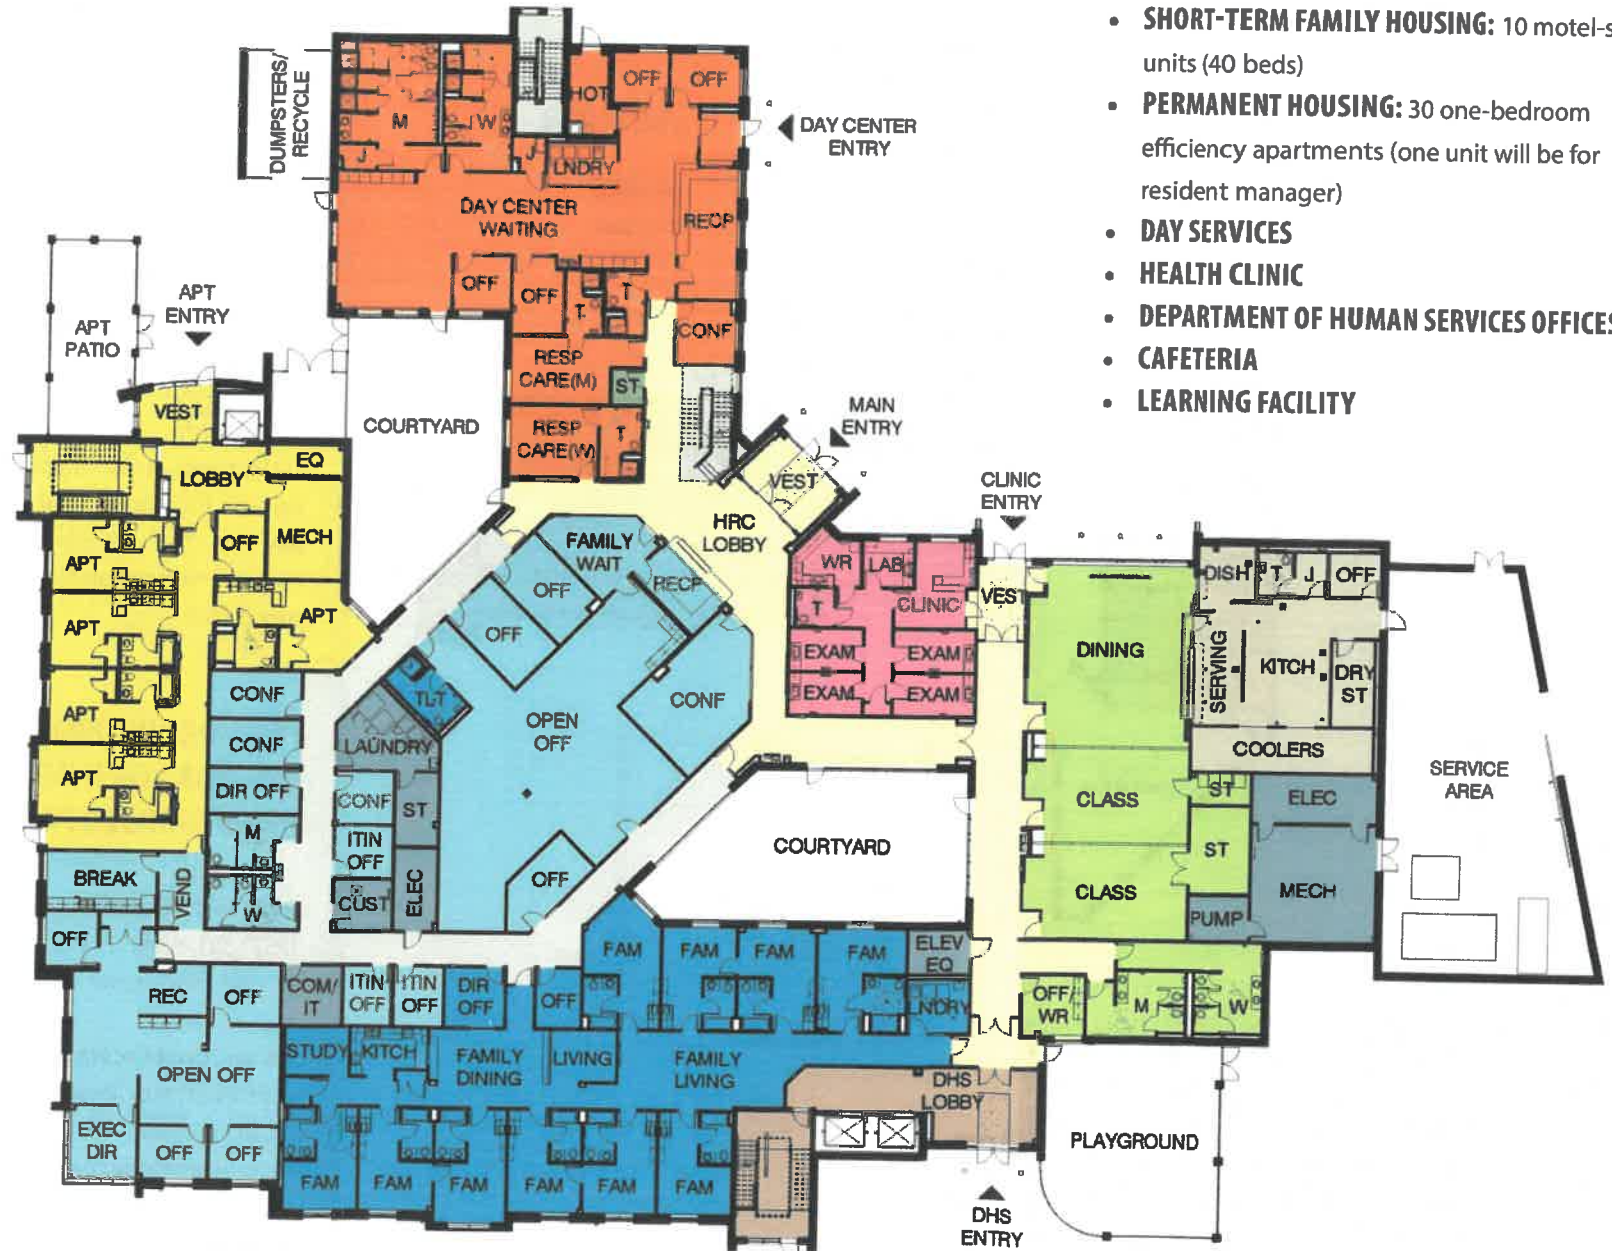 • SHORT-TERM FAMILY HOUSING: 10 motel-s
units (40 beds)
• PERMANENT HOUSING: 30 one-bedroom
efficiency apartments (one unit will be for
resident manager)
• DAY SERVICES
• HEALTH CLINIC
• DEPARTMENT OF HUMAN SERVICES OFFICES
• CAFETERIA
• LEARNING FACILITY
DUMPSTERS/
RECYCLE
M
W
J
J
HOT
OFF
OFF
LNDRY
DAY CENTER
ENTRY
DAY CENTER
WAITING
RECP
OFF
OFF
T
T
CONF
RESP
CARE(M)
ST
RESP
CARE(W)
T
APT
PATIO
APT
ENTRY
COURTYARD
MAIN
ENTRY
VEST
VEST
LOBBY
EQ
OFF
MECH
APT
APT
APT
APT
APT
HRC
LOBBY
CLINIC
ENTRY
FAMILY
WAIT
RECP
OFF
OFF
TLT
OPEN
OFF
CONF
OFF
WR
LAB
T
CLINIC
EXAM
EXAM
EXAM
EXAM
VEST
DINING
DISH
T
J
OFF
SERVING
KITCH
DRY
ST
COOLERS
CLASS
ST
ELEC
CLASS
ST
MECH
PUMP
SERVICE
AREA
CONF
CONF
DIR OFF
M
W
LAUNDRY
CONF
ST
ITIN
OFF
CUST
ELEC
COURTYARD
BREAK
VEND
OFF
REC
OFF
OPEN OFF
EXEC
DIR
OFF
OFF
COM/
IT
ITIN
OFF
ITIN
OFF
DIR
OFF
OFF
FAM
FAM
FAM
FAM
ELEV
EQ
LNDRY
OFF/
WR
M
W
STUDY
KITCH
FAMILY
DINING
LIVING
FAMILY
LIVING
DHS
LOBBY
FAM
FAM
FAM
FAM
FAM
FAM
PLAYGROUND
DHS
ENTRY